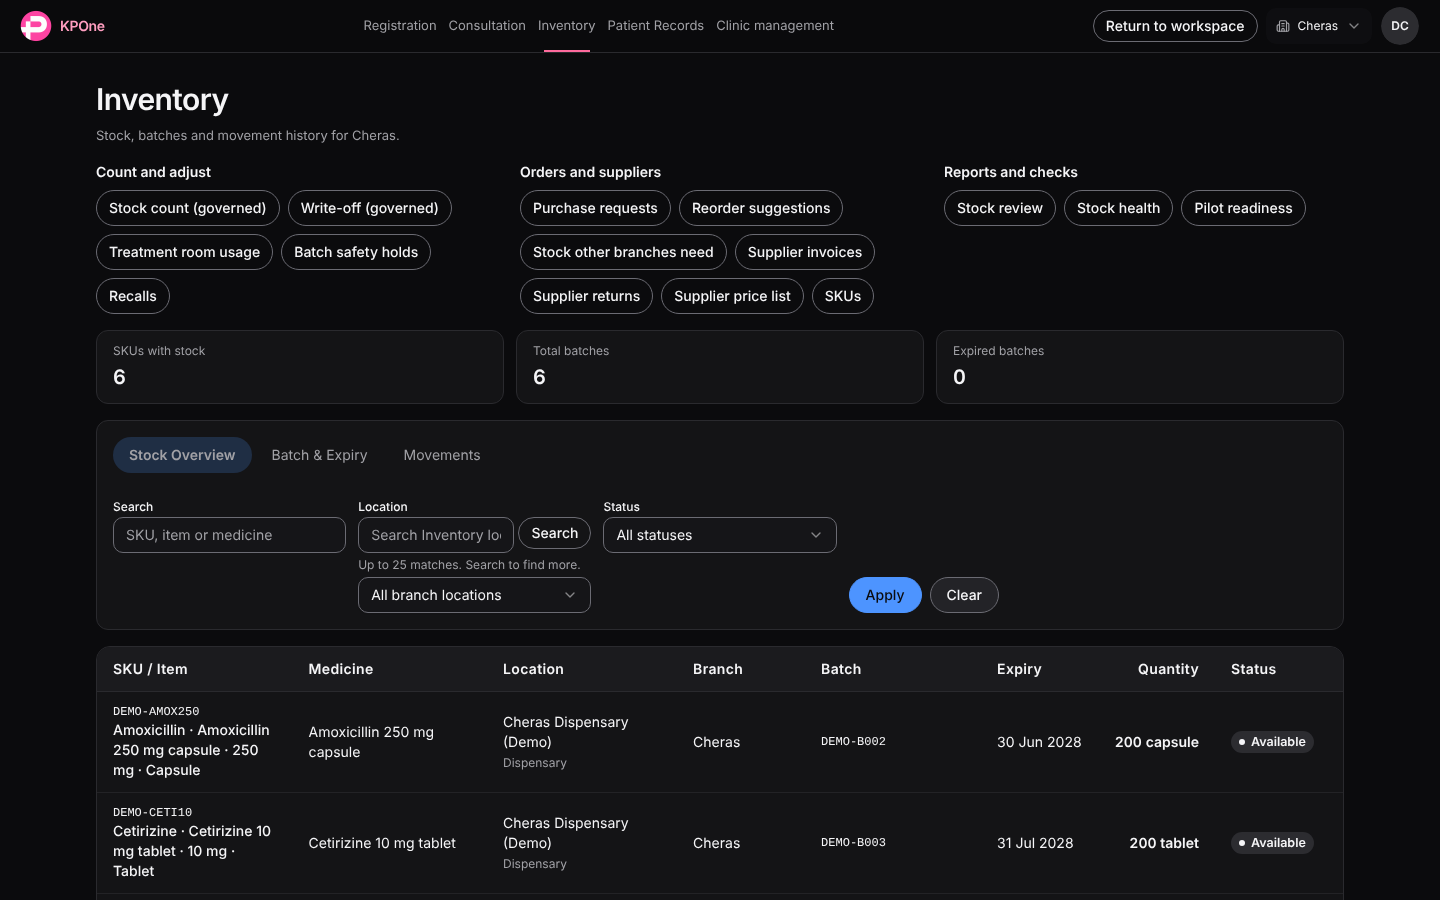 KPOne
Registration
Consultation
Inventory
Patient Records
Clinic management
Return to workspace
Cheras
DC
Inventory
Stock, batches and movement history for Cheras.
Count and adjust
Stock count (governed)
Write-off (governed)
Treatment room usage
Batch safety holds
Recalls
Orders and suppliers
Purchase requests
Reorder suggestions
Stock other branches need
Supplier invoices
Supplier returns
Supplier price list
SKUs
Reports and checks
Stock review
Stock health
Pilot readiness
SKUs with stock
6
Total batches
6
Expired batches
0
Stock Overview
Batch & Expiry
Movements
Search
SKU, item or medicine
Location
Search Inventory lo
Search
Up to 25 matches. Search to find more.
All branch locations
Status
All statuses
Apply
Clear
SKU / Item
Medicine
Location
Branch
Batch
Expiry
Quantity
Status
DEMO-AMOX250
Amoxicillin · Amoxicillin
250 mg capsule · 250
mg · Capsule
Amoxicillin 250 mg
capsule
Cheras Dispensary
(Demo)
Dispensary
Cheras
DEMO-B002
30 Jun 2028
200 capsule
Available
DEMO-CETI10
Cetirizine · Cetirizine 10
mg tablet · 10 mg ·
Tablet
Cetirizine 10 mg tablet
Cheras Dispensary
(Demo)
Dispensary
Cheras
DEMO-B003
31 Jul 2028
200 tablet
Available